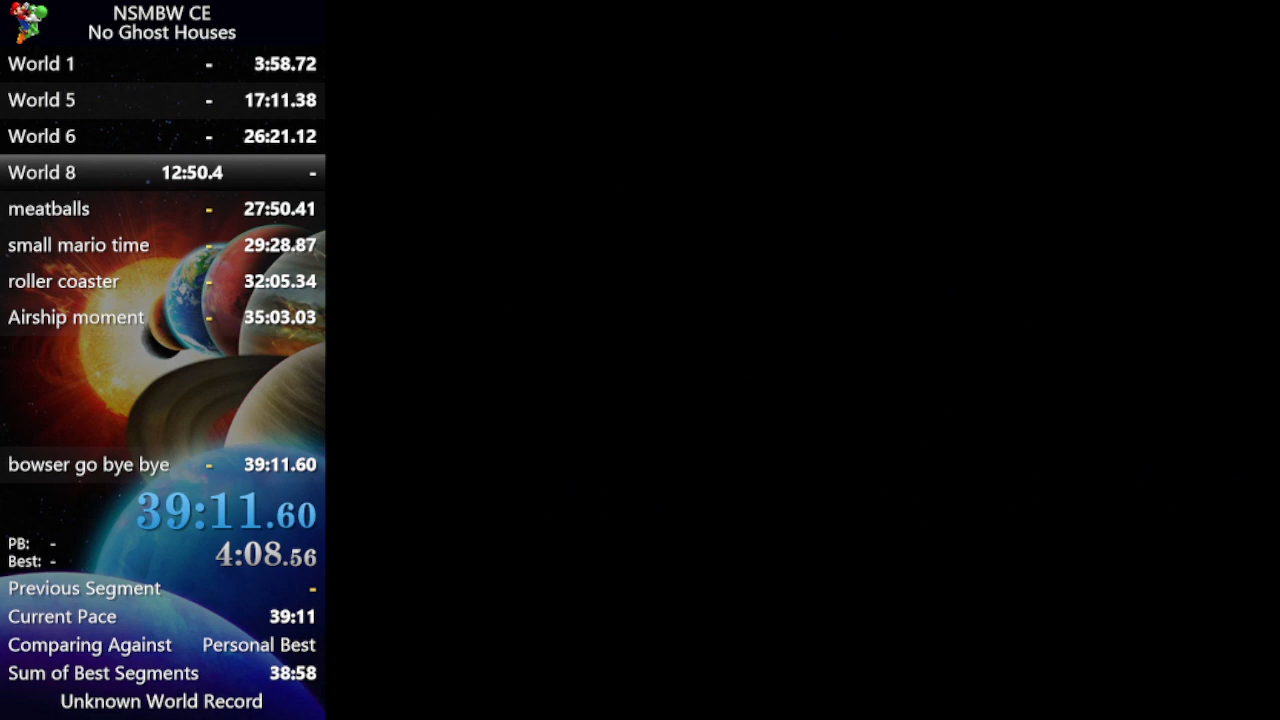 NSMBW CE
No Ghost Houses
World 1 - 3:58.72
World 5 - 17:11.38
World 6 - 26:21.12
World 8 12:50.4 -
meatballs - 27:50.41
small mario time - 29:28.87
roller coaster - 32:05.34
Airship moment - 35:03.03
bowser go bye bye - 39:11.60
39:11.60
PB: -
4:08.56
Best: -
Previous Segment -
Current Pace 39:11
Comparing Against Personal Best
Sum of Best Segments 38:58
Unknown World Record